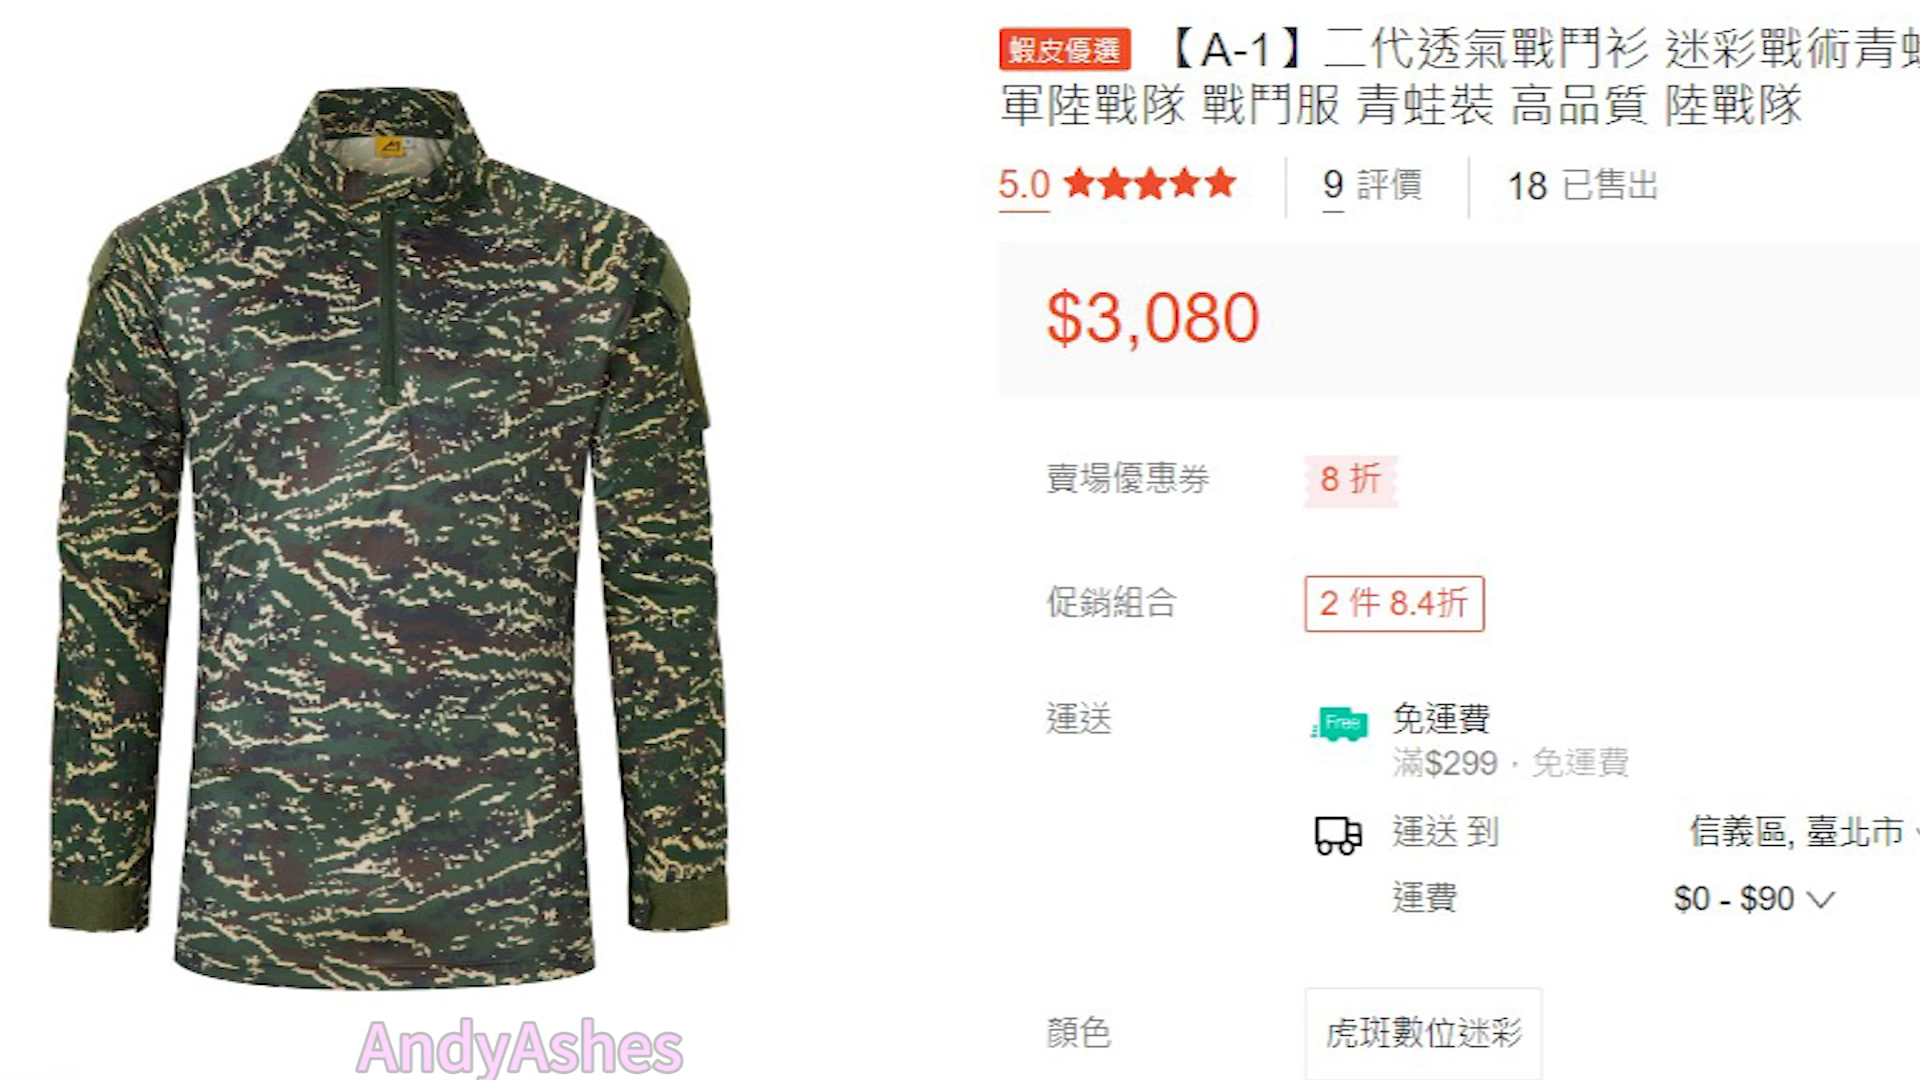 蝦皮優選 【A-1】二代透氣戰鬥衫 迷彩戰術青
軍陸戰隊 戰鬥服 青蛙裝 高品質 陸戰隊
5.0 9 評價 18 已售出
$3,080
賣場優惠券 8 折
促銷組合 2 件 8.4折
運送 Free 免運費
滿$299,免運費
運送 到 信義區, 臺北市
運費 $0 - $90
顏色 虎斑數位迷彩
AndyAshes